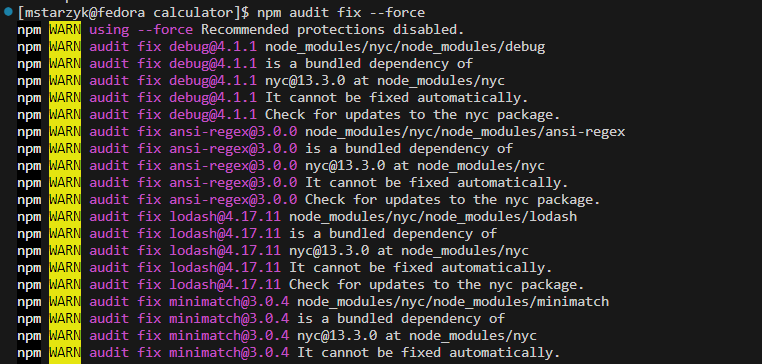 [mstarzyk@fedora calculator]$ npm audit fix --force
npm WARN using --force Recommended protections disabled.
npm WARN audit fix debug@4.1.1 node_modules/nyc/node_modules/debug
npm WARN audit fix debug@4.1.1 is a bundled dependency of
npm WARN audit fix debug@4.1.1 nyc@13.3.0 at node_modules/nyc
npm WARN audit fix debug@4.1.1 It cannot be fixed automatically.
npm WARN audit fix debug@4.1.1 Check for updates to the nyc package.
npm WARN audit fix ansi-regex@3.0.0 node_modules/nyc/node_modules/ansi-regex
npm WARN audit fix ansi-regex@3.0.0 is a bundled dependency of
npm WARN audit fix ansi-regex@3.0.0 nyc@13.3.0 at node_modules/nyc
npm WARN audit fix ansi-regex@3.0.0 It cannot be fixed automatically.
npm WARN audit fix ansi-regex@3.0.0 Check for updates to the nyc package.
npm WARN audit fix lodash@4.17.11 node_modules/nyc/node_modules/lodash
npm WARN audit fix lodash@4.17.11 is a bundled dependency of
npm WARN audit fix lodash@4.17.11 nyc@13.3.0 at node_modules/nyc
npm WARN audit fix lodash@4.17.11 It cannot be fixed automatically.
npm WARN audit fix lodash@4.17.11 Check for updates to the nyc package.
npm WARN audit fix minimatch@3.0.4 node_modules/nyc/node_modules/minimatch
npm WARN audit fix minimatch@3.0.4 is a bundled dependency of
npm WARN audit fix minimatch@3.0.4 nyc@13.3.0 at node_modules/nyc
npm WARN audit fix minimatch@3.0.4 It cannot be fixed automatically.